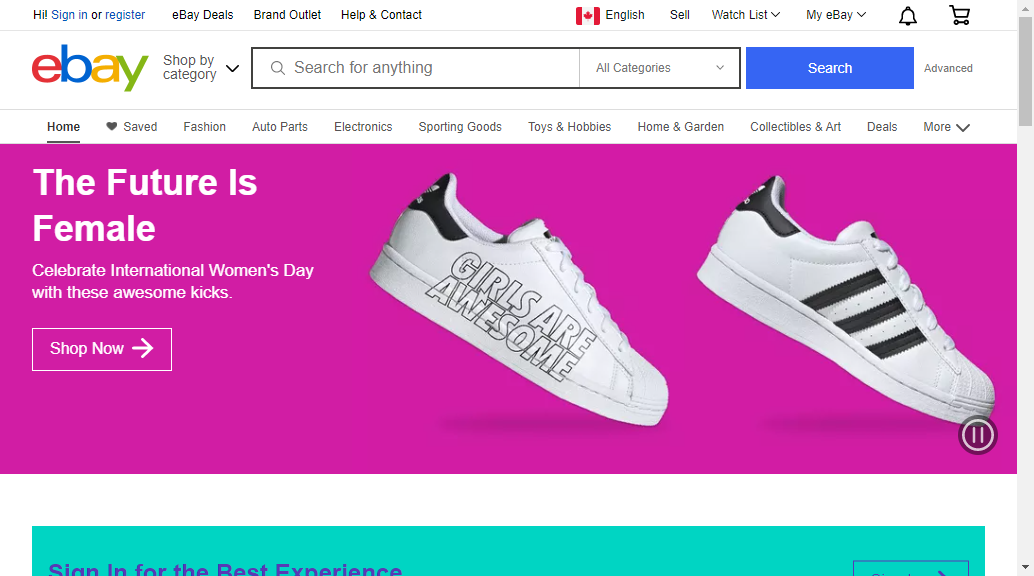 Hi! Sign in or register eBay Deals Brand Outlet Help & Contact English Sell Watch List My eBay
ebay Shop by category Search for anything All Categories Search Advanced
Home Saved Fashion Auto Parts Electronics Sporting Goods Toys & Hobbies Home & Garden Collectibles & Art Deals More
The Future Is
Female
Celebrate International Women's Day
with these awesome kicks.
Shop Now
GIRLS ARE
AWESOME
Sign In for the Best Experience